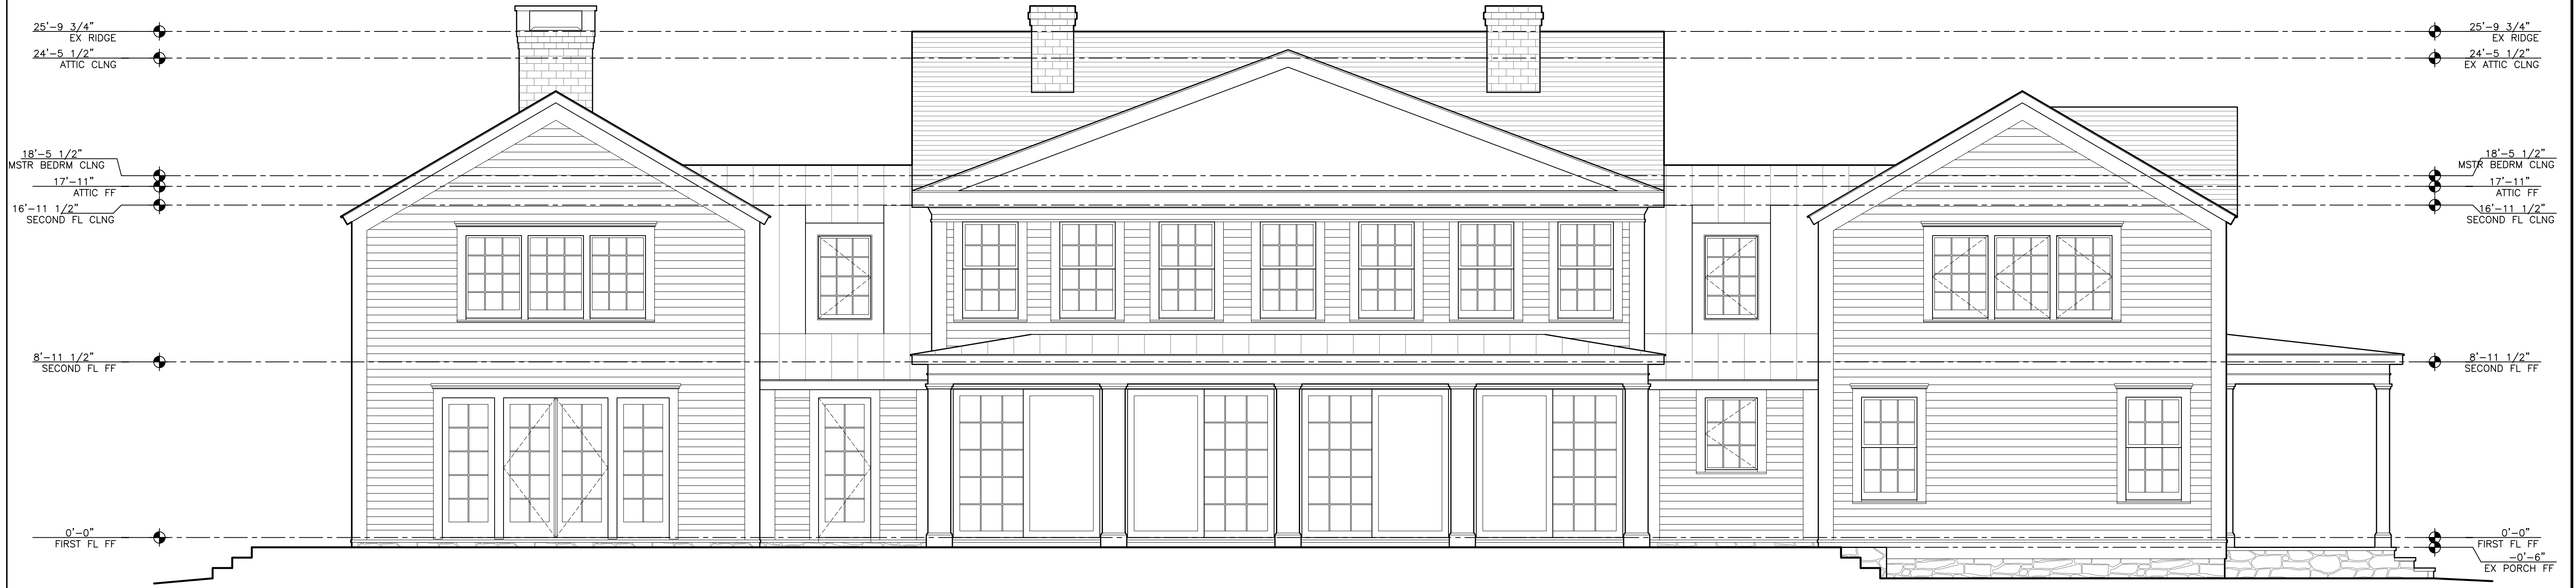 25'-9 3/4"
EX RIDGE
24'-5 1/2"
ATTIC CLNG
18'-5 1/2"
MSTR BEDRM CLNG
17'-11"
ATTIC FF
16'-11 1/2"
SECOND FL CLNG
8'-11 1/2"
SECOND FL FF
0'-0"
FIRST FL FF
25'-9 3/4"
EX RIDGE
24'-5 1/2"
EX ATTIC CLNG
18'-5 1/2"
MSTR BEDRM CLNG
17'-11"
ATTIC FF
16'-11 1/2"
SECOND FL CLNG
8'-11 1/2"
SECOND FL FF
0'-0"
FIRST FL FF
-0'-6"
EX PORCH FF